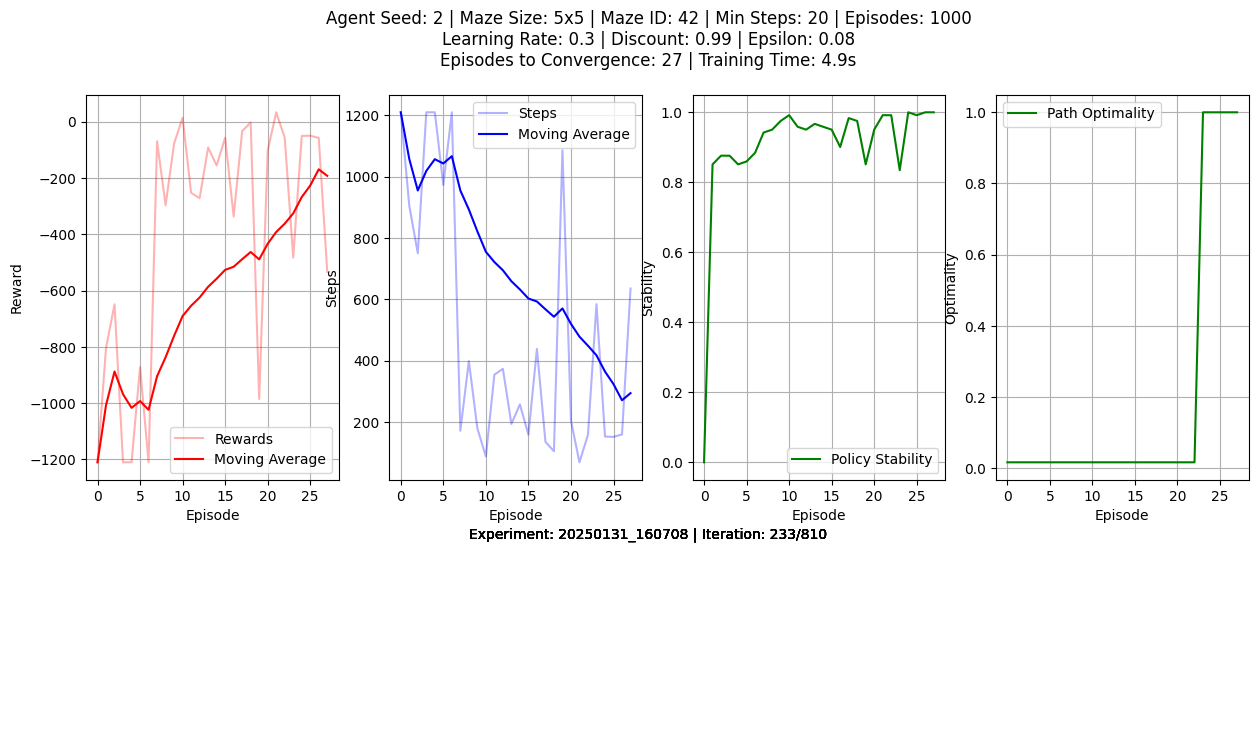 Agent Seed: 2 | Maze Size: 5x5 | Maze ID: 42 | Min Steps: 20 | Episodes: 1000
Learning Rate: 0.3 | Discount: 0.99 | Epsilon: 0.08
Episodes to Convergence: 27 | Training Time: 4.9s
Reward
0
−200
−400
−600
−800
−1000
−1200
Rewards
Moving Average
0 5 10 15 20 25
Episode
Steps
1200
1000
800
600
400
200
Steps
Moving Average
0 5 10 15 20 25
Episode
Stability
1.0
0.8
0.6
0.4
0.2
0.0
Policy Stability
0 5 10 15 20 25
Episode
Optimality
1.0
0.8
0.6
0.4
0.2
0.0
Path Optimality
0 5 10 15 20 25
Episode
Experiment: 20250131_160708 | Iteration: 233/810